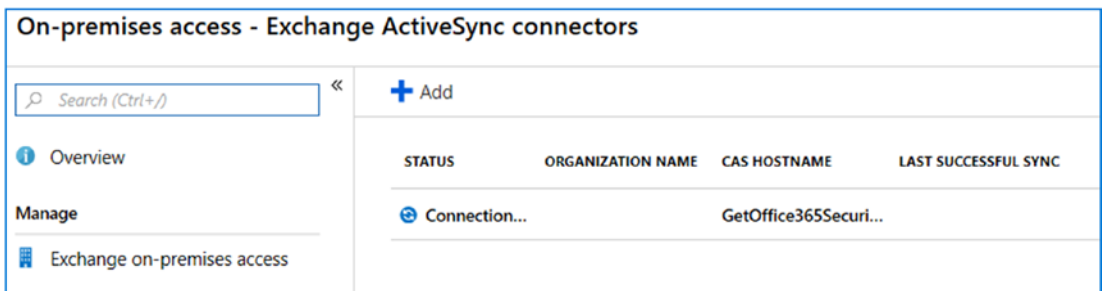 On-premises access - Exchange ActiveSync connectors
Search (Ctrl+/)
«
Add
Overview
STATUS ORGANIZATION NAME CAS HOSTNAME LAST SUCCESSFUL SYNC
Manage
Connection... GetOffice365Securi...
Exchange on-premises access